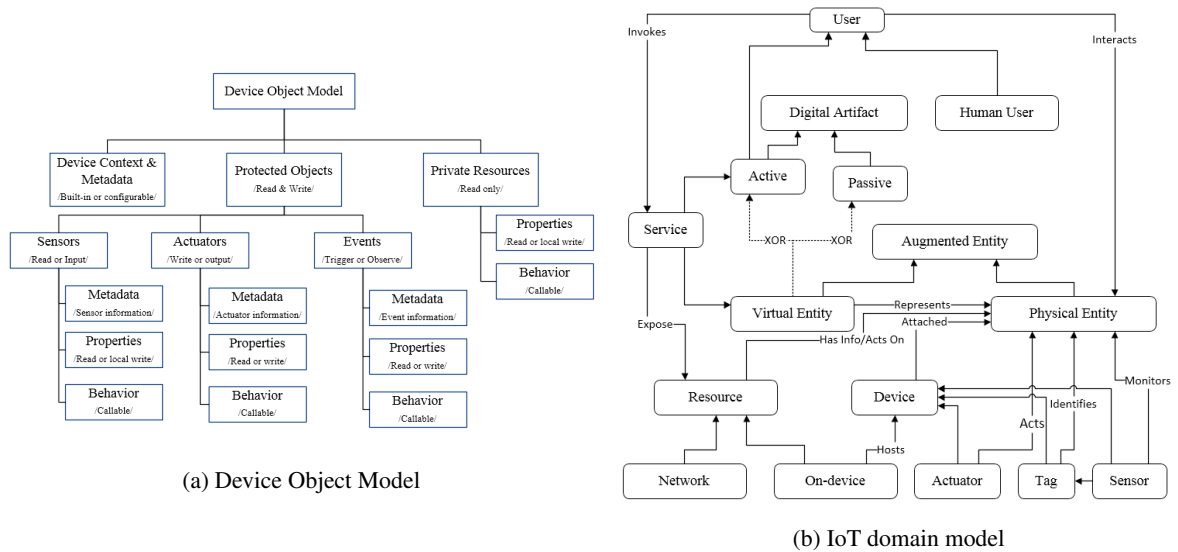 Device Object Model
Device Context &
Metadata
/Built-in or configurable/
Protected Objects
/Read & Write/
Private Resources
/Read only/
Properties
/Read or local write/
Behavior
/Callable/
Sensors
/Read or Input/
Actuators
/Write or output/
Events
/Trigger or Observe/
Metadata
/Sensor information/
Properties
/Read or local write/
Behavior
/Callable/
Metadata
/Actuator information/
Properties
/Read or write/
Behavior
/Callable/
Metadata
/Event information/
Properties
/Read or write/
Behavior
/Callable/
(a) Device Object Model
User
Invokes
Interacts
Digital Artifact
Human User
Active
Passive
Service
XOR
XOR
Augmented Entity
Virtual Entity
Represents
Physical Entity
Attached
Expose
Has Info/Acts On
Resource
Device
Monitors
Identifies
Acts
Hosts
Network
On-device
Actuator
Tag
Sensor
(b) IoT domain model